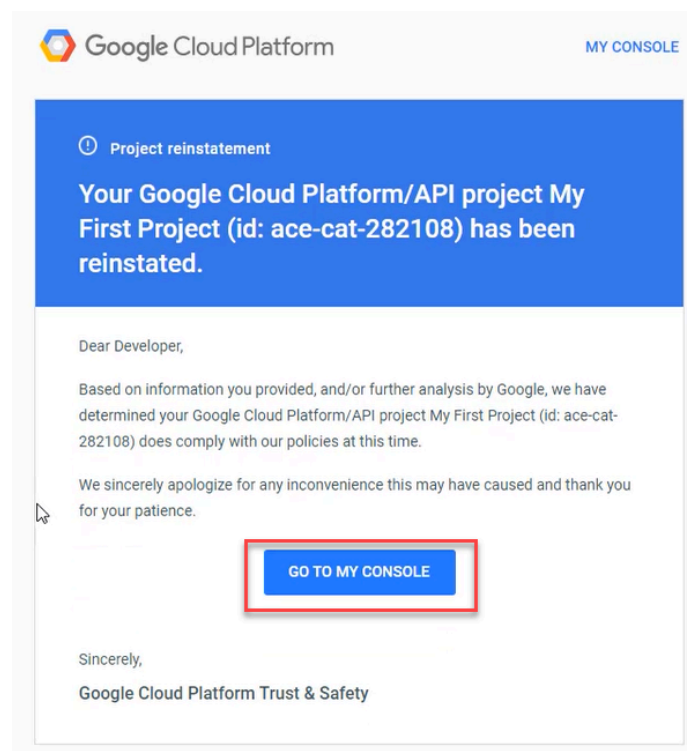 Google Cloud Platform
MY CONSOLE
Project reinstatement
Your Google Cloud Platform/API project My
First Project (id: ace-cat-282108) has been
reinstated.
Dear Developer,
Based on information you provided, and/or further analysis by Google, we have
determined your Google Cloud Platform/API project My First Project (id: ace-cat-
282108) does comply with our policies at this time.
We sincerely apologize for any inconvenience this may have caused and thank you
for your patience.
GO TO MY CONSOLE
Sincerely,
Google Cloud Platform Trust & Safety